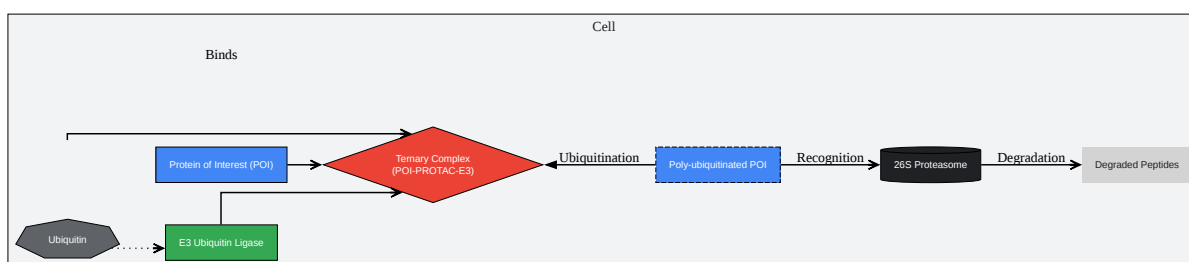 Cell
Binds
Protein of Interest (POI)
Ternary Complex
(POI-PROTAC-E3)
Ubiquitination
Poly-ubiquitinated POI
Recognition
26S Proteasome
Degradation
Degraded Peptides
Ubiquitin
E3 Ubiquitin Ligase